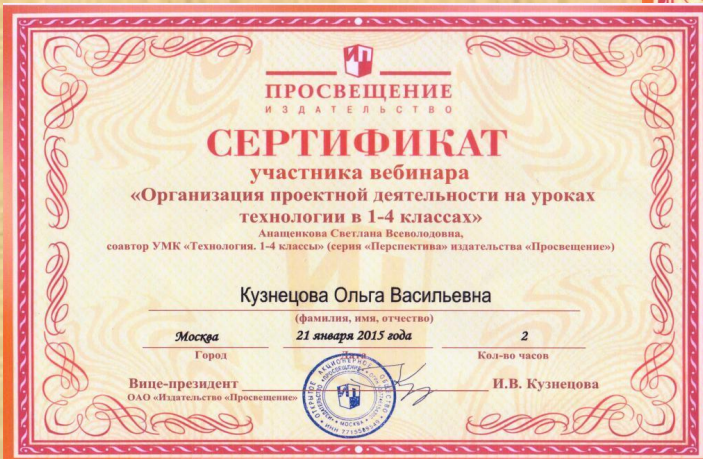 ПРОСВЕЩЕНИЕ
ИЗДАТЕЛЬСТВО
СЕРТИФИКАТ
участника вебинара
«Организация проектной деятельности на уроках
технологии в 1-4 классах»
Анащенкова Светлана Всеволодовна,
соавтор УМК «Технология. 1-4 классы» (серия «Перспектива» издательства «Просвещение»)
Кузнецова Ольга Васильевна
(фамилия, имя, отчество)
Москва 21 января 2015 года 2
Город Дата Кол-во часов
Вице-президент И.В. Кузнецова
ОАО «Издательство «Просвещение»